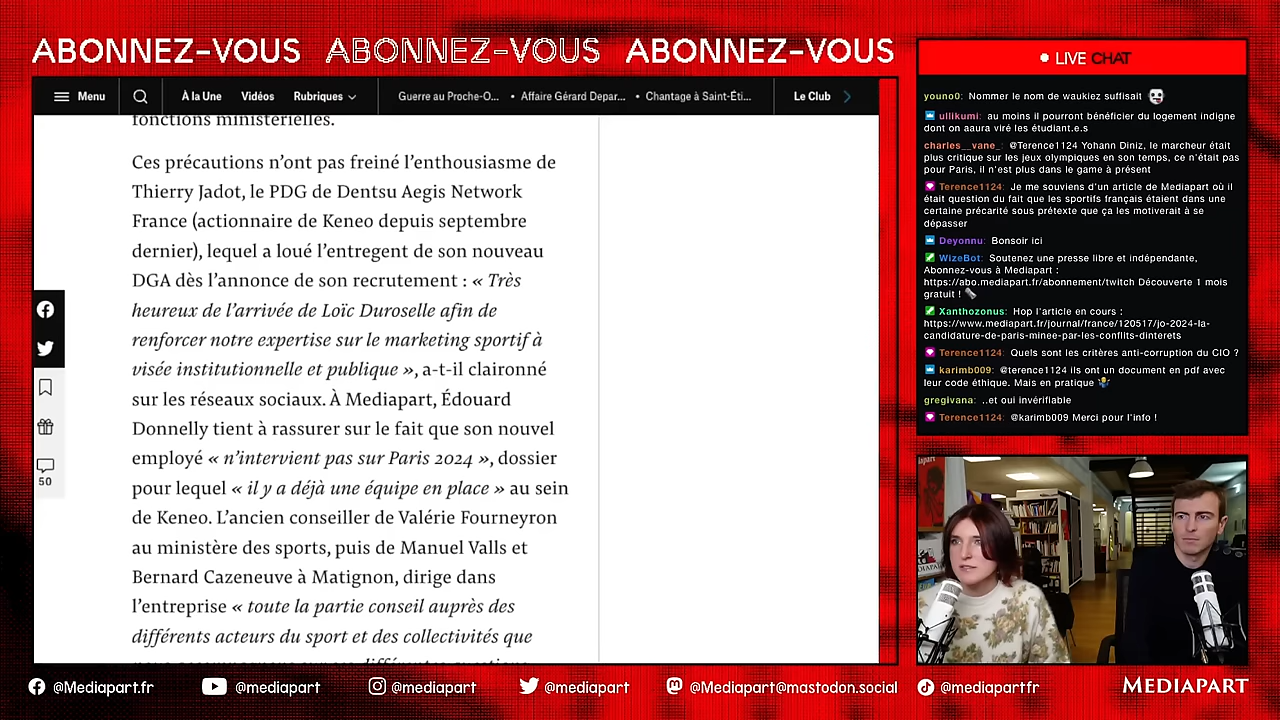 ABONNEZ-VOUS ABONNEZ-VOUS ABONNEZ-VOUS
Menu À la Une Vidéos Rubriques Guerre au Proche-O... • Affaire Gérard Depar... • Chantage à Saint-Éti... Le Club
fonctions ministérielles.
Ces précautions n’ont pas freiné l’enthousiasme de
Thierry Jadot, le PDG de Dentsu Aegis Network
France (actionnaire de Keneo depuis septembre
dernier), lequel a loué l’entregent de son nouveau
DGA dès l’annonce de son recrutement : « Très
heureux de l’arrivée de Loïc Duroselle afin de
renforcer notre expertise sur le marketing sportif à
visée institutionnelle et publique », a-t-il claironné
sur les réseaux sociaux. À Mediapart, Édouard
Donnelly tient à rassurer sur le fait que son nouvel
employé « n’intervient pas sur Paris 2024 », dossier
pour lequel « il y a déjà une équipe en place » au sein
de Keneo. L’ancien conseiller de Valérie Fourneyron
au ministère des sports, puis de Manuel Valls et
Bernard Cazeneuve à Matignon, dirige dans
l’entreprise « toute la partie conseil auprès des
différents acteurs du sport et des collectivités que
50
LIVE CHAT
youno0: Nommer le nom de waukiez suffisait
ullikumi: au moins il pourront bénéficier du logement indigne
dont on aaura viré les étudiant.e.s
charles__vane_: @Terence1124 Yohann Diniz, le marcheur était
plus critique sur les jeux olympiques en son temps, ce n'était pas
pour Paris, il n'est plus dans le game à présent
Terence1124: Je me souviens d'un article de Mediapart où il
était question du fait que les sportifs français étaient dans une
certaine précarité sous prétexte que ça les motiverait à se
dépasser
Deyonnu: Bonsoir ici
WizeBot: Soutenez une presse libre et indépendante,
Abonnez-vous à Mediapart :
https://abo.mediapart.fr/abonnement/twitch Découverte 1 mois
gratuit !
Xanthozonus: Hop l'article en cours :
https://www.mediapart.fr/journal/france/120517/jo-2024-la-
candidature-de-paris-minee-par-les-conflits-dinterets
Terence1124: Quels sont les critères anti-corruption du CIO ?
karimb009: @terence1124 ils ont un document en pdf avec
leur code éthique. Mais en pratique
gregivana: ..et oui invérifiable
Terence1124: @karimb009 Merci pour l'info !
@Mediapart.fr @mediapart @mediapart @mediapart @Mediapart@mastodon.social @mediapartfr MEDIAPART